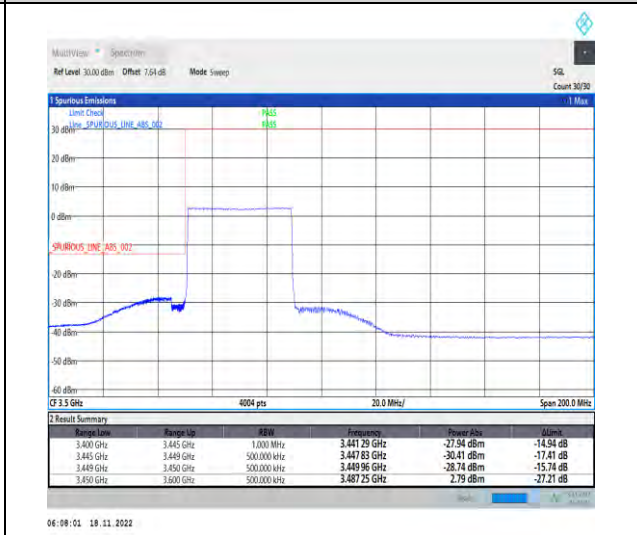 MultiView Spectrum
Ref Level 30.00 dBm Offset 7.64 dB Mode Sweep SGL
Count 30/30
1 Spurious Emissions 1 Max
Limit Check PASS
Line _SPURIOUS_LINE_ABS_002 PASS
30 dBm
20 dBm
10 dBm
0 dBm
_SPURIOUS_LINE_ABS_002
-20 dBm
-30 dBm
-40 dBm
-50 dBm
-60 dBm
CF 3.5 GHz 4004 pts 20.0 MHz/ Span 200.0 MHz
2 Result Summary
Range Low Range Up RBW Frequency Power Abs ΔLimit
3.400 GHz 3.445 GHz 1.000 MHz 3.441 29 GHz -27.94 dBm -14.94 dB
3.445 GHz 3.449 GHz 500.000 kHz 3.447 83 GHz -30.41 dBm -17.41 dB
3.449 GHz 3.450 GHz 500.000 kHz 3.449 96 GHz -28.74 dBm -15.74 dB
3.450 GHz 3.600 GHz 500.000 kHz 3.487 25 GHz 2.79 dBm -27.21 dB
06:08:01 18.11.2022